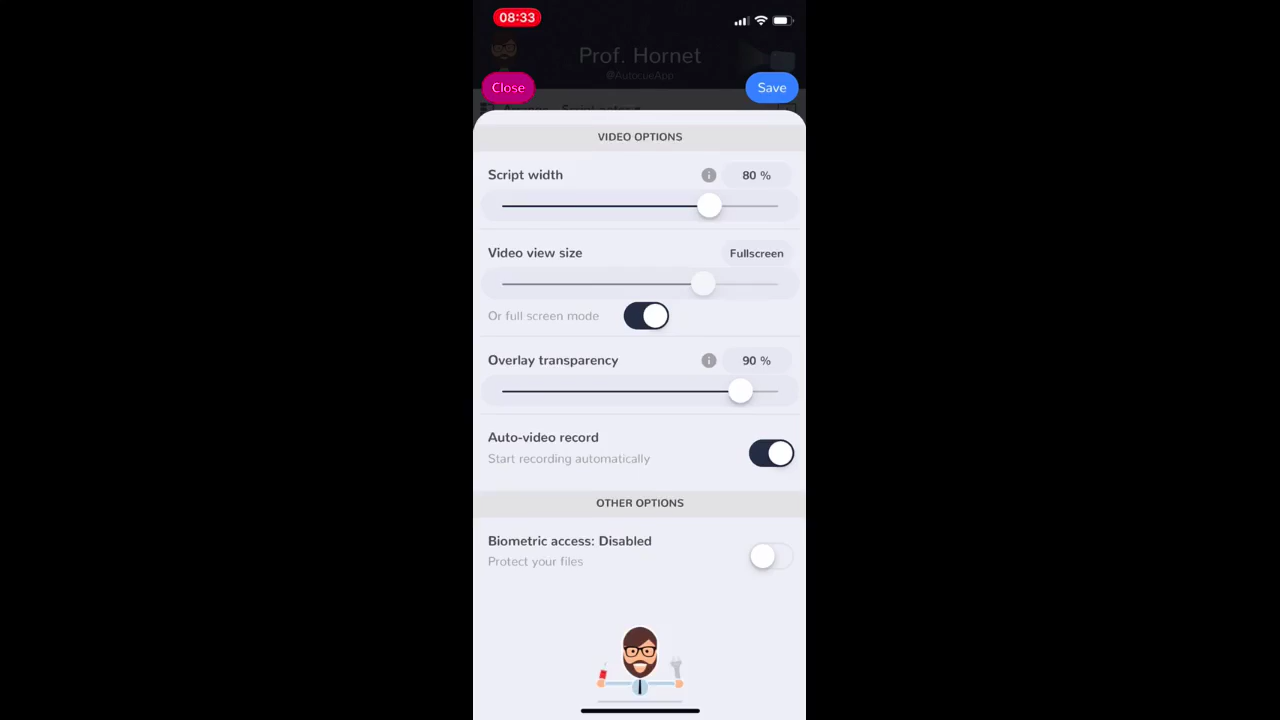 08:33
Prof. Hornet
@AutocueApp
Close
Save
VIDEO OPTIONS
Script width
80 %
Video view size
Fullscreen
Or full screen mode
Overlay transparency
90 %
Auto-video record
Start recording automatically
OTHER OPTIONS
Biometric access: Disabled
Protect your files